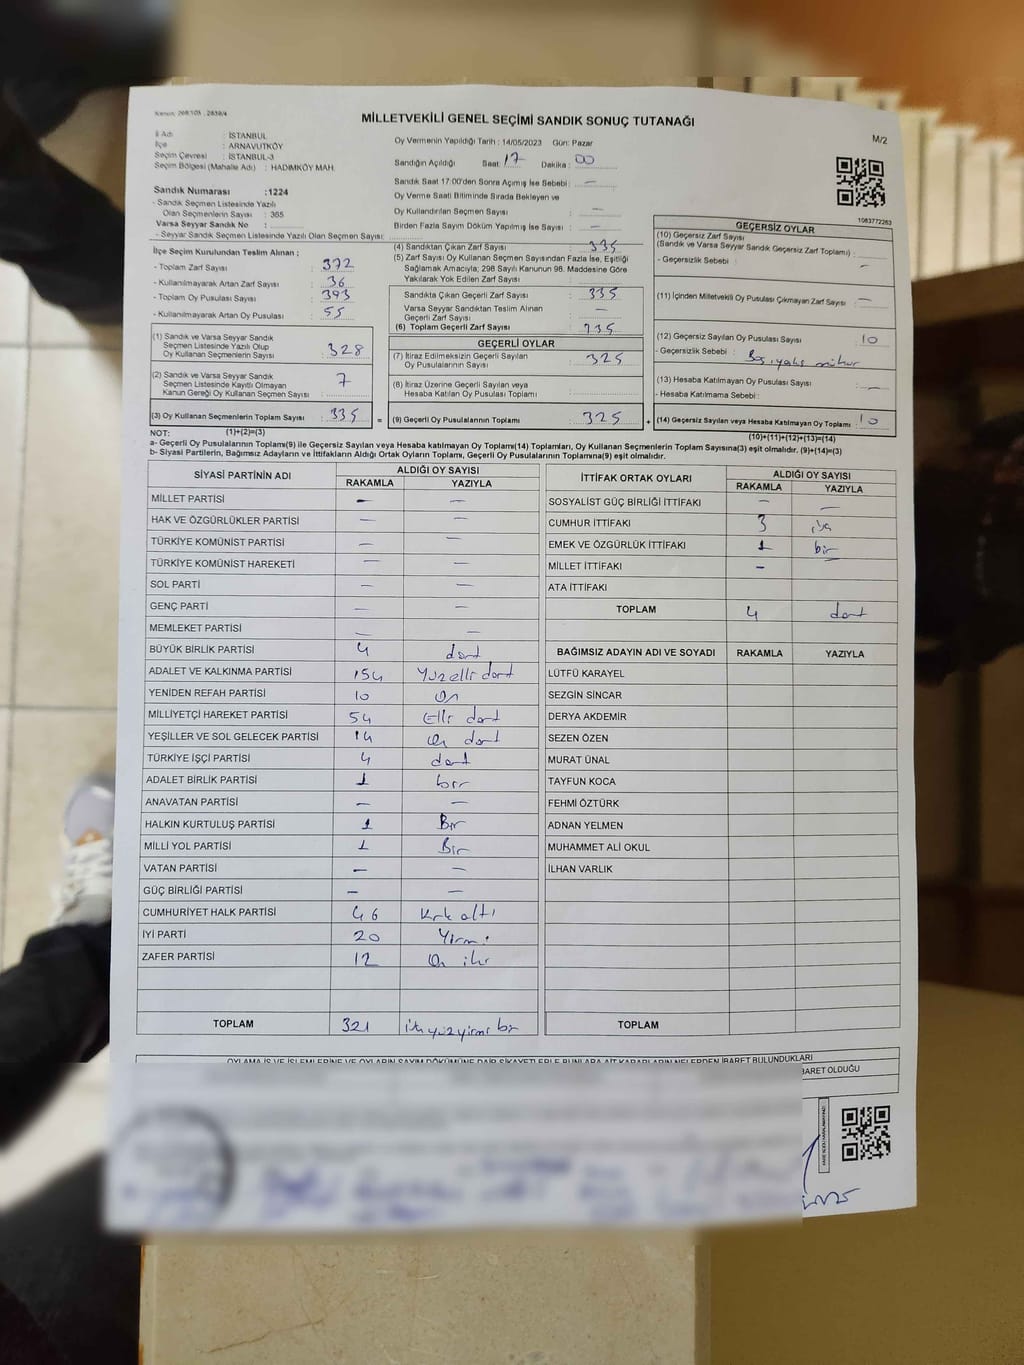 Kanun: 298/105 , 2839/4
MİLLETVEKİLİ GENEL SEÇİMİ SANDIK SONUÇ TUTANAĞI
M/2
İl Adı : İSTANBUL
İlçe : ARNAVUTKÖY
Seçim Çevresi : İSTANBUL-3
Seçim Bölgesi (Mahalle Adı) : HADIMKÖY MAH.
Sandık Numarası :1224
- Sandık Seçmen Listesinde Yazılı
Olan Seçmenlerin Sayısı : 365
Varsa Seyyar Sandık No :
- Seyyar Sandık Seçmen Listesinde Yazılı Olan Seçmen Sayısı:
Oy Vermenin Yapıldığı Tarih : 14/05/2023 Gün: Pazar
Sandığın Açıldığı Saat: 17 Dakika : 00
Sandık Saat 17:00'den Sonra Açılmış İse Sebebi : —
Oy Verme Saati Bitiminde Sırada Bekleyen ve
Oy Kullandırılan Seçmen Sayısı : —
Birden Fazla Sayım Döküm Yapılmış İse Sayısı : —
1083772263
İlçe Seçim Kurulundan Teslim Alınan ;
- Toplam Zarf Sayısı : 372
- Kullanılmayarak Artan Zarf Sayısı : 36
- Toplam Oy Pusulası Sayısı : 393
- Kullanılmayarak Artan Oy Pusulası : 55
(4) Sandıktan Çıkan Zarf Sayısı : 335
(5) Zarf Sayısı Oy Kullanan Seçmen Sayısından Fazla İse, Eşitliği
Sağlamak Amacıyla; 298 Sayılı Kanunun 98. Maddesine Göre
Yakılarak Yok Edilen Zarf Sayısı :
Sandıkta Çıkan Geçerli Zarf Sayısı : 335
Varsa Seyyar Sandıktan Teslim Alınan
Geçerli Zarf Sayısı : —
(6) Toplam Geçerli Zarf Sayısı : 335
GEÇERSİZ OYLAR
(10) Geçersiz Zarf Sayısı
(Sandık ve Varsa Seyyar Sandık Geçersiz Zarf Toplamı) : —
- Geçersizlik Sebebi :
(11) İçinden Milletvekili Oy Pusulası Çıkmayan Zarf Sayısı : —
(12) Geçersiz Sayılan Oy Pusulası Sayısı : 10
- Geçersizlik Sebebi :
(13) Hesaba Katılmayan Oy Pusulası Sayısı : —
- Hesaba Katılmama Sebebi :
(14) Geçersiz Sayılan veya Hesaba Katılmayan Oy Toplamı : 10
(10)+(11)+(12)+(13)=(14)
(1) Sandık ve Varsa Seyyar Sandık
Seçmen Listesinde Yazılı Olup
Oy Kullanan Seçmenlerin Sayısı : 328
(2) Sandık ve Varsa Seyyar Sandık
Seçmen Listesinde Kayıtlı Olmayan
Kanun Gereği Oy Kullanan Seçmen Sayısı : 7
(3) Oy Kullanan Seçmenlerin Toplam Sayısı : 335 =
(1)+(2)=(3)
GEÇERLİ OYLAR
(7) İtiraz Edilmeksizin Geçerli Sayılan
Oy Pusulalarının Sayısı : 325
(8) İtiraz Üzerine Geçerli Sayılan veya
Hesaba Katılan Oy Pusulası Toplamı :
(9) Geçerli Oy Pusulalarının Toplamı : 325 +
NOT:
a- Geçerli Oy Pusulalarının Toplamı(9) ile Geçersiz Sayılan veya Hesaba katılmayan Oy Toplamı(14) Toplamları, Oy Kullanan Seçmenlerin Toplam Sayısına(3) eşit olmalıdır. (9)+(14)=(3)
b- Siyasi Partilerin, Bağımsız Adayların ve İttifakların Aldığı Ortak Oyların Toplamı, Geçerli Oy Pusulalarının Toplamına(9) eşit olmalıdır.
SİYASİ PARTİNİN ADI ALDIĞI OY SAYISI
RAKAMLA YAZIYLA
MİLLET PARTİSİ — —
HAK VE ÖZGÜRLÜKLER PARTİSİ — —
TÜRKİYE KOMÜNİST PARTİSİ — —
TÜRKİYE KOMÜNİST HAREKETİ — —
SOL PARTİ — —
GENÇ PARTİ — —
MEMLEKET PARTİSİ — —
BÜYÜK BİRLİK PARTİSİ 4 dört
ADALET VE KALKINMA PARTİSİ 154 Yüzelli dört
YENİDEN REFAH PARTİSİ 10 On
MİLLİYETÇİ HAREKET PARTİSİ 54 Elli dört
YEŞİLLER VE SOL GELECEK PARTİSİ 14 On dört
TÜRKİYE İŞÇİ PARTİSİ 4 dört
ADALET BİRLİK PARTİSİ 1 bir
ANAVATAN PARTİSİ — —
HALKIN KURTULUŞ PARTİSİ 1 Bir
MİLLİ YOL PARTİSİ 1 Bir
VATAN PARTİSİ — —
GÜÇ BİRLİĞİ PARTİSİ — —
CUMHURİYET HALK PARTİSİ 46 Kırk altı
İYİ PARTİ 20 Yirmi
ZAFER PARTİSİ 12 On iki
TOPLAM 321 üçyüzyirmi bir
İTTİFAK ORTAK OYLARI ALDIĞI OY SAYISI
RAKAMLA YAZIYLA
SOSYALİST GÜÇ BİRLİĞİ İTTİFAKI — —
CUMHUR İTTİFAKI 3 üç
EMEK VE ÖZGÜRLÜK İTTİFAKI 1 bir
MİLLET İTTİFAKI —
ATA İTTİFAKI
TOPLAM 4 dört
BAĞIMSIZ ADAYIN ADI VE SOYADI RAKAMLA YAZIYLA
LÜTFÜ KARAYEL
SEZGİN SİNCAR
DERYA AKDEMİR
SEZEN ÖZEN
MURAT ÜNAL
TAYFUN KOCA
FEHMİ ÖZTÜRK
ADNAN YELMEN
MUHAMMET ALİ OKUL
İLHAN VARLIK
TOPLAM
OYLAMA İŞ VE İŞLEMLERİNE VE OYLARIN SAYIM DÖKÜMÜNE DAİR ŞİKAYETLERLE BUNLARA AİT KARARLARIN NELERDEN İBARET BULUNDUKLARI
BARET OLDUĞU